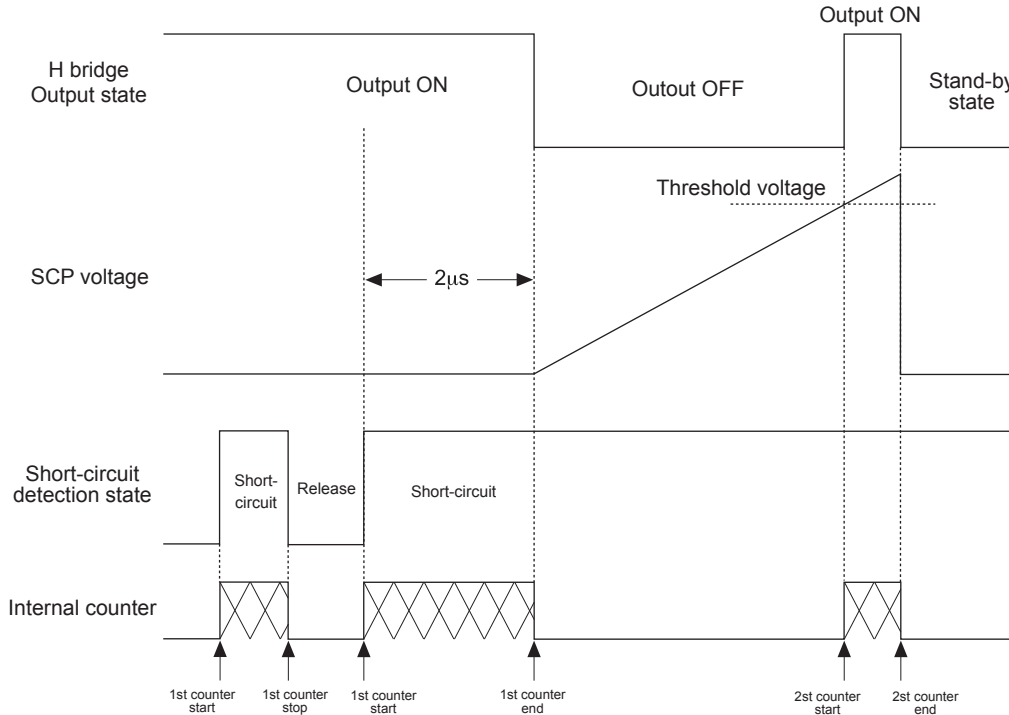 Output ON
H bridge
Output state
Output ON
Outout OFF
Stand-by
state
Threshold voltage
SCP voltage
2μs
Short-circuit
detection state
Short-
circuit
Release
Short-circuit
Internal counter
1st counter
start
1st counter
stop
1st counter
start
1st counter
end
2st counter
start
2st counter
end